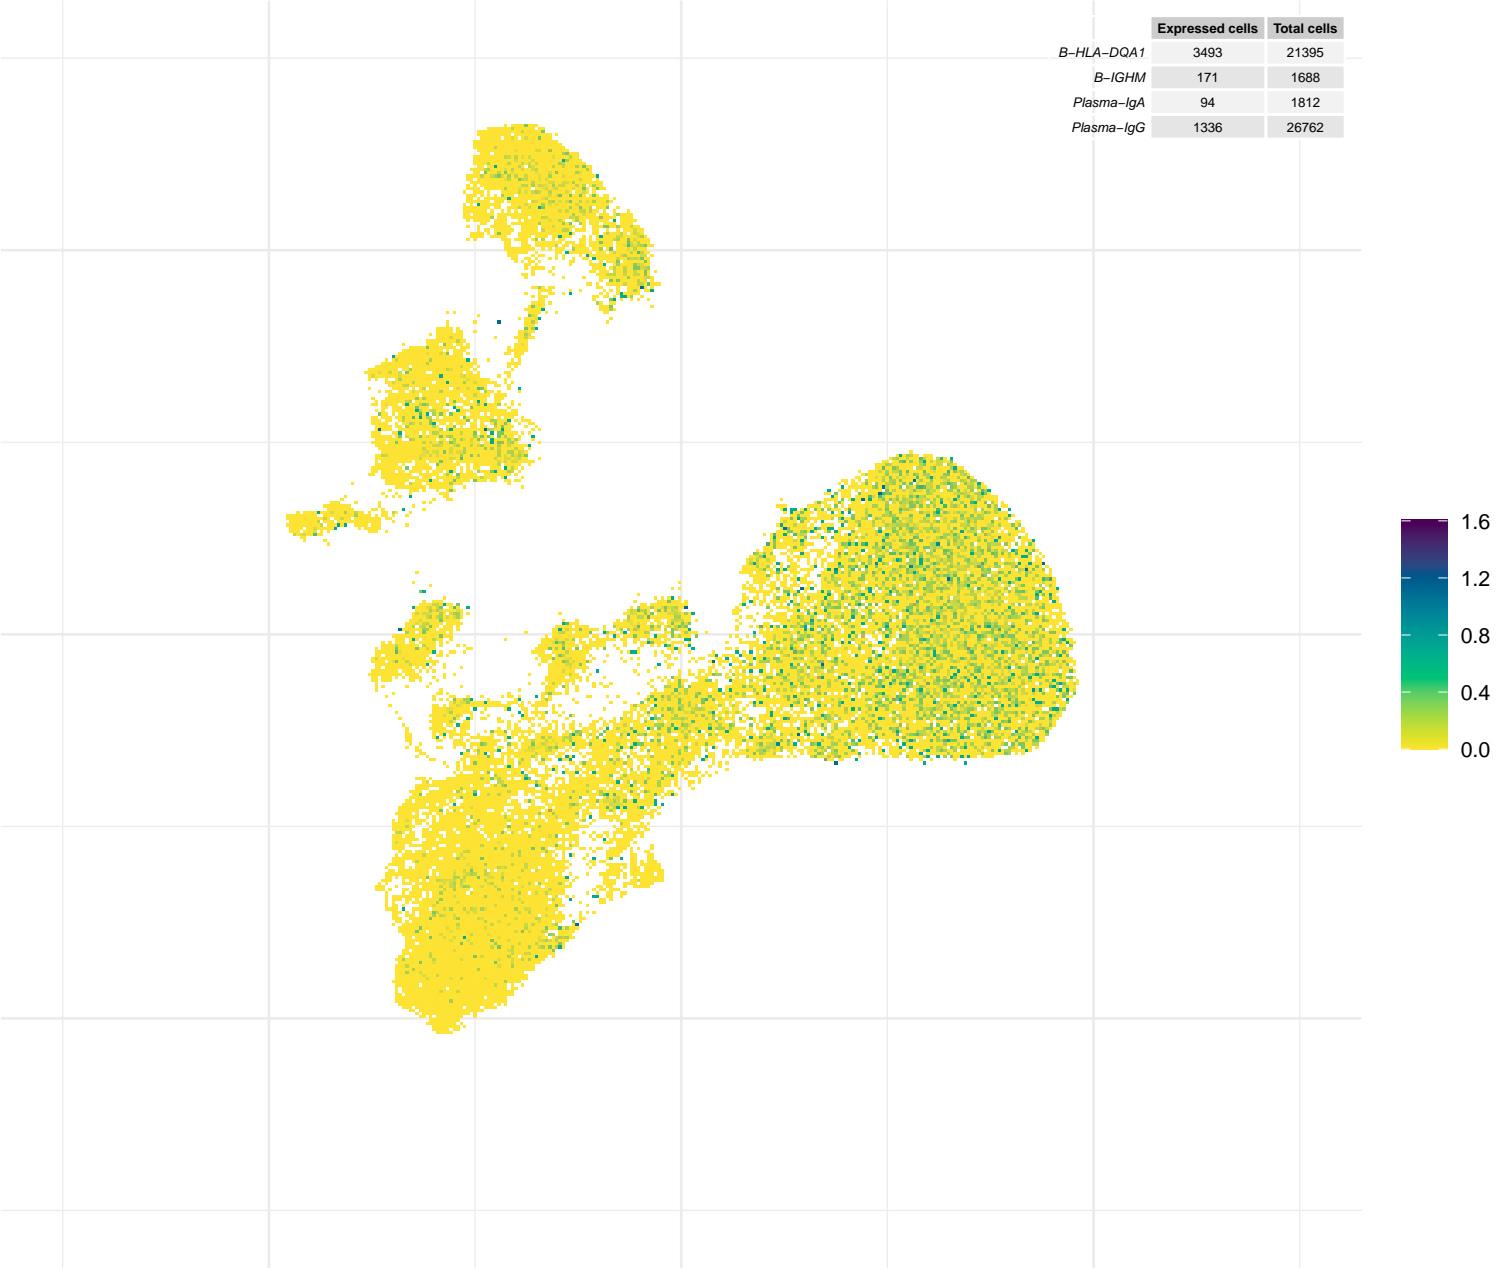 Expressed cells Total cells
B−HLA−DQA1 3493 21395
B−IGHM 171 1688
Plasma−IgA 94 1812
Plasma−IgG 1336 26762
1.6
1.2
0.8
0.4
0.0